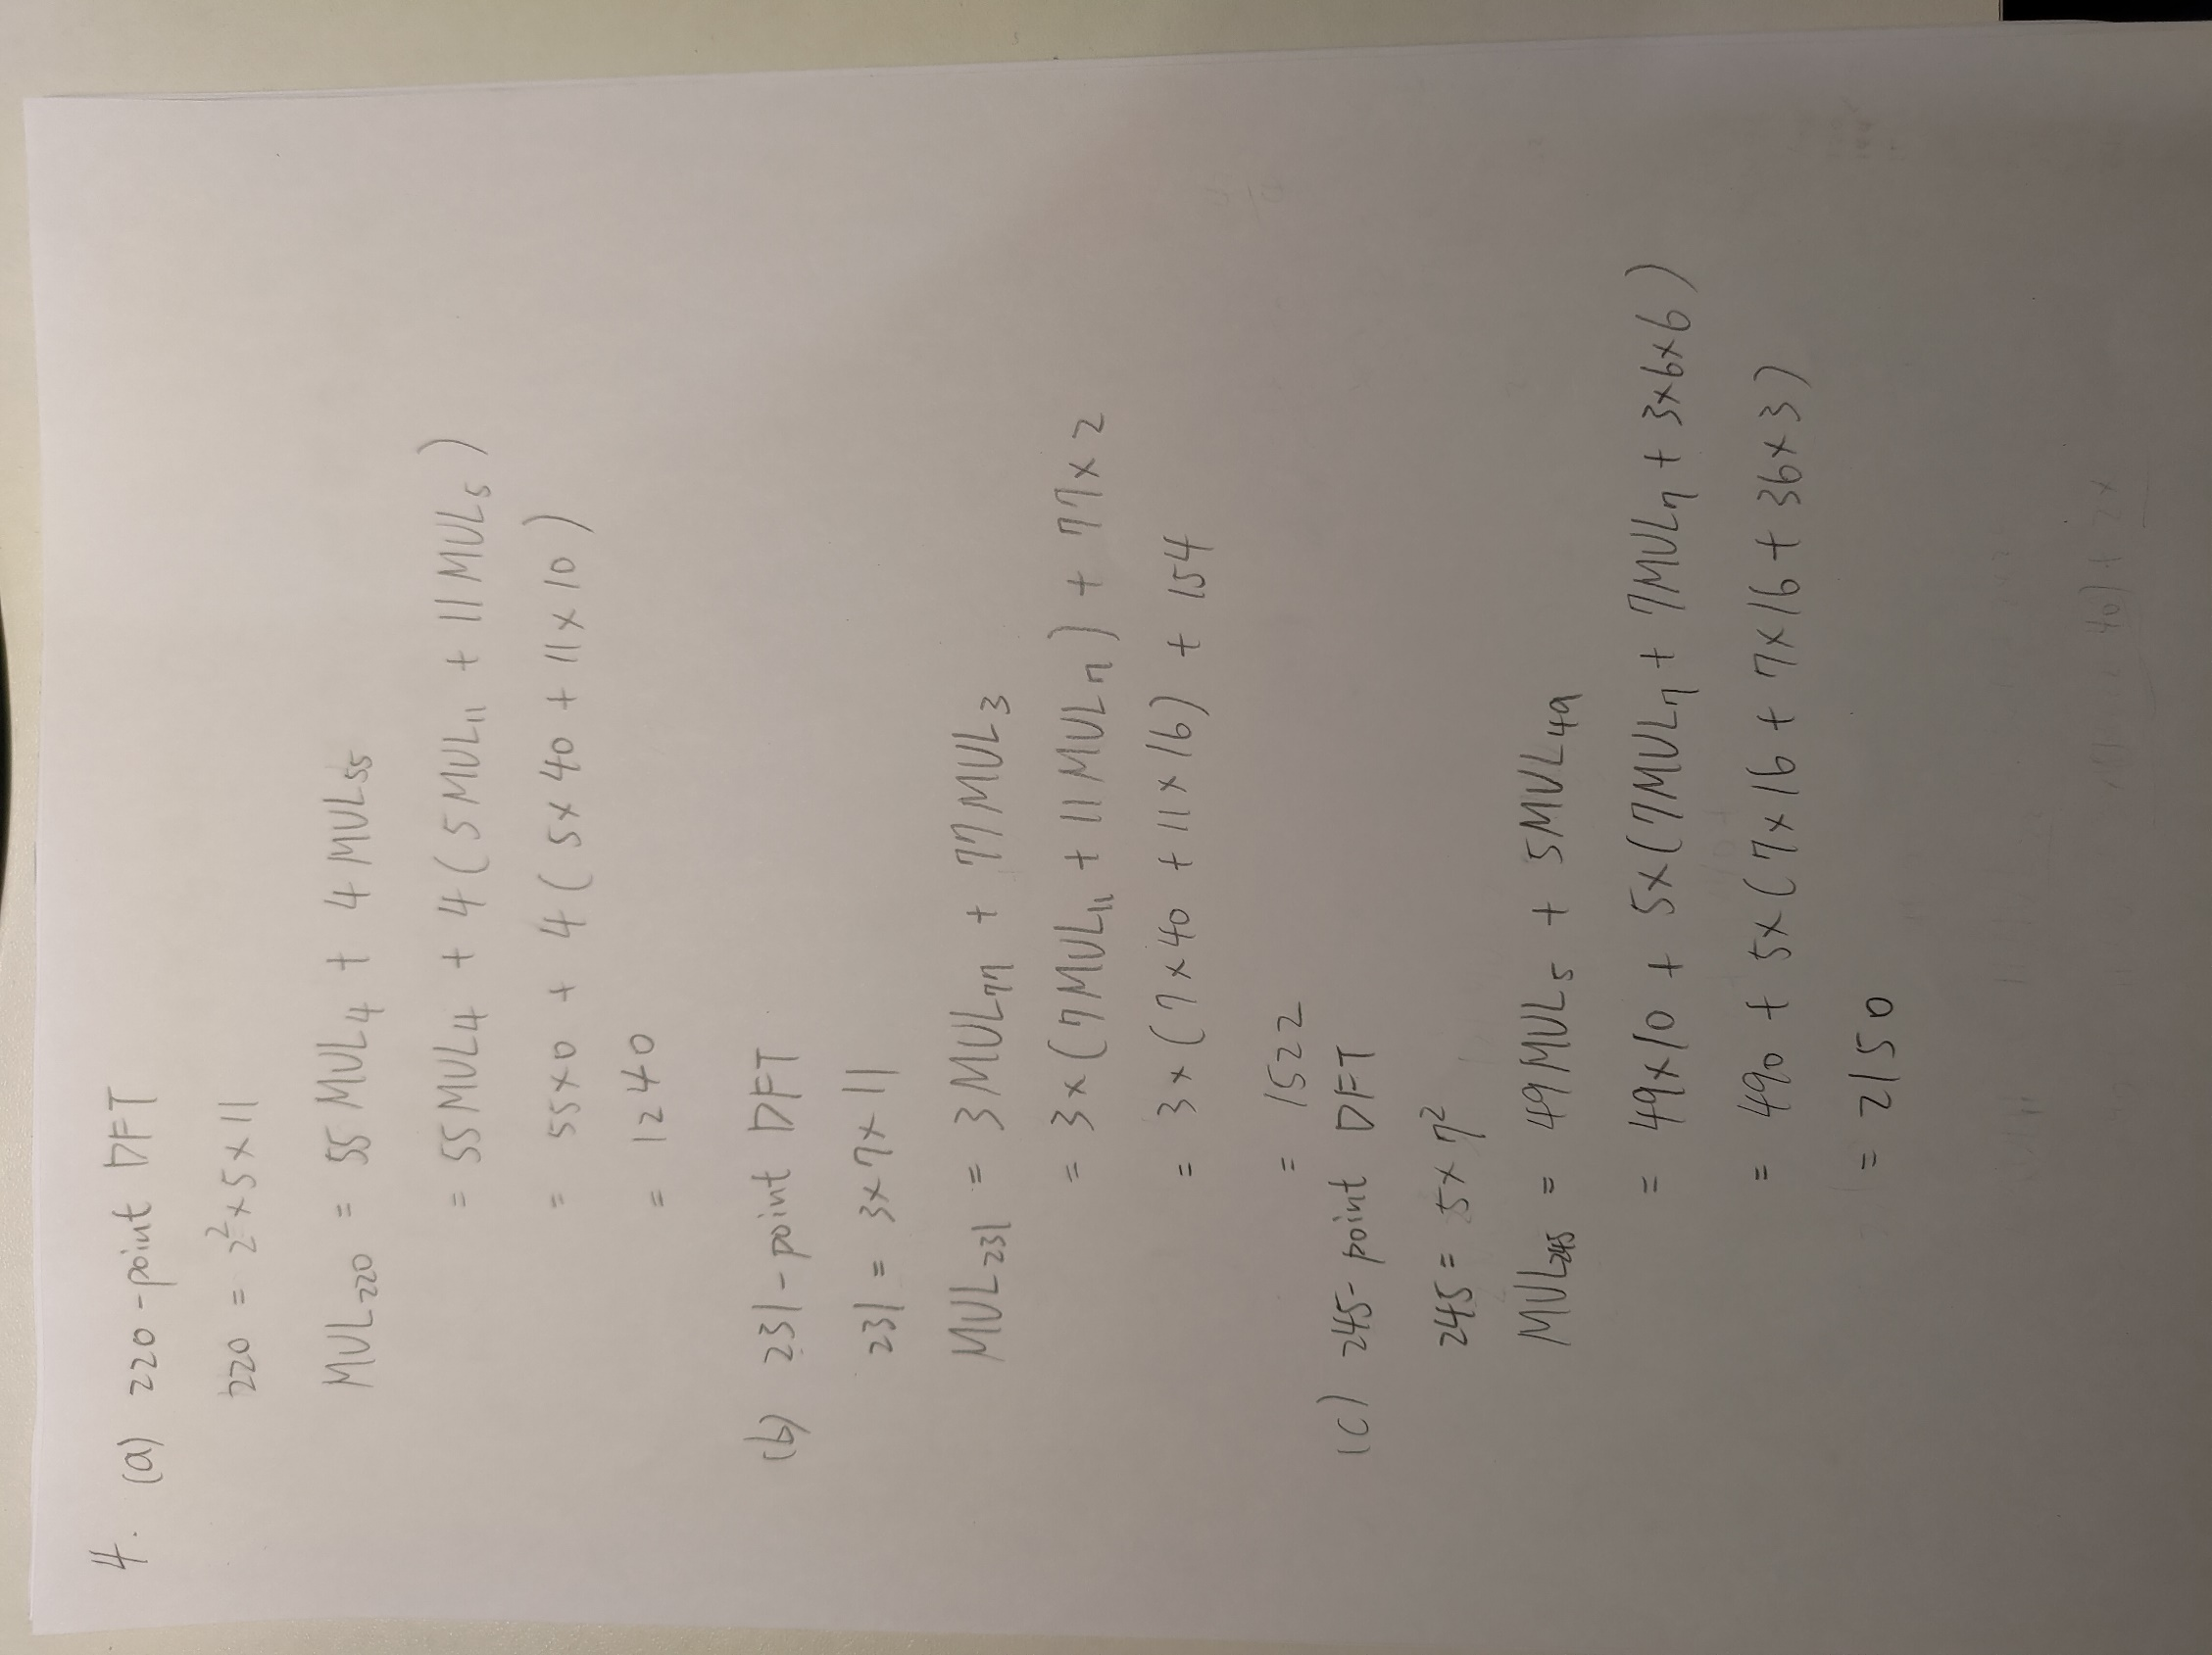 4. (a) 220-point DFT
220 = 2² × 5 × 11
MUL₂₂₀ = 55 MUL₄ + 4 MUL₅₅
= 55 MUL₄ + 4 ( 5 MUL₁₁ + 11 MUL₅ )
= 55 × 0 + 4 ( 5 × 40 + 11 × 10 )
= 1240
(b) 231-point DFT
231 = 3 × 7 × 11
MUL₂₃₁ = 3 MUL₇₇ + 77 MUL₃
= 3 × ( 7 MUL₁₁ + 11 MUL₇ ) + 77 × 2
= 3 × ( 7 × 40 + 11 × 16 ) + 154
= 1522
(c) 245-point DFT
245 = 5 × 7²
MUL₂₄₅ = 49 MUL₅ + 5 MUL₄₉
= 49 × 10 + 5 × ( 7 MUL₇ + 7 MUL₇ + 3 × 6 × 6 )
= 490 + 5 × ( 7 × 16 + 7 × 16 + 36 × 3 )
= 2150